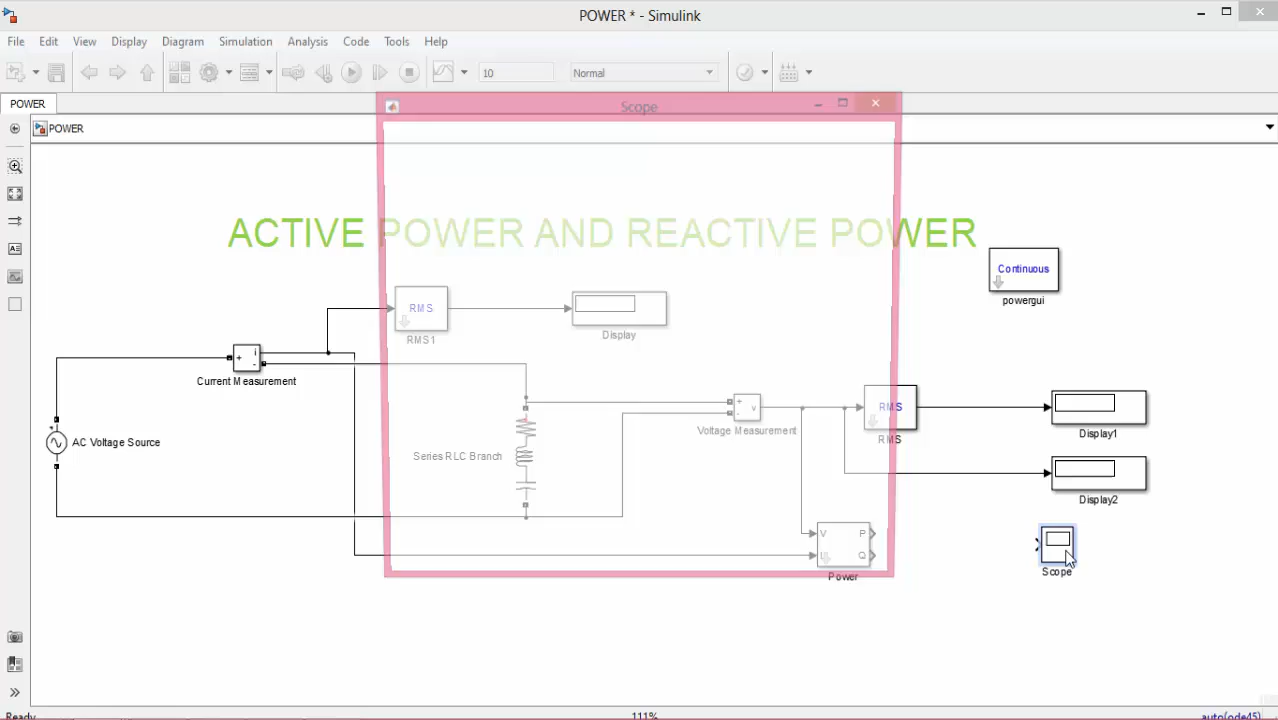 POWER * - Simulink
File Edit View Display Diagram Simulation Analysis Code Tools Help
10 Normal
POWER
Scope
POWER
ACTIVE POWER AND REACTIVE POWER
Continuous
powergui
RMS
RMS1
Display
i
+
-
Current Measurement
RMS
RMS
+
-
v
Voltage Measurement
Display1
AC Voltage Source
Series RLC Branch
Display2
V P
I Q
Power
Scope
Ready 111% auto(ode45)